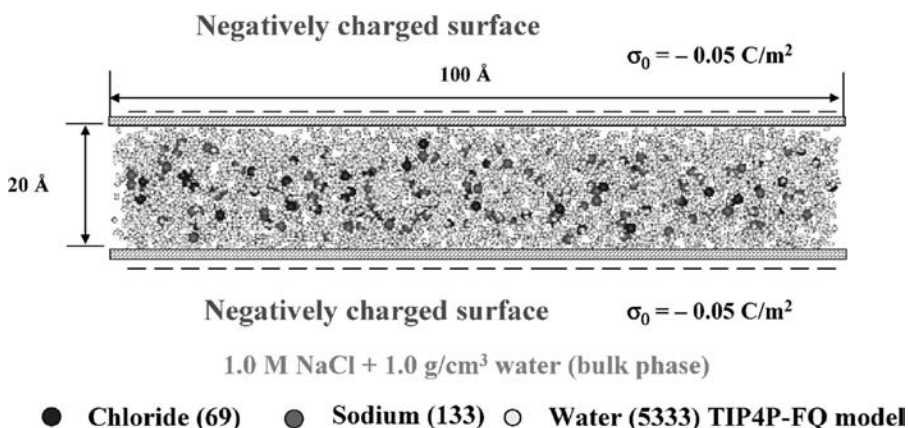 Negatively charged surface
σ₀ = – 0.05 C/m²
100 Å
20 Å
Negatively charged surface
σ₀ = – 0.05 C/m²
1.0 M NaCl + 1.0 g/cm³ water (bulk phase)
Chloride (69) Sodium (133) Water (5333) TIP4P-FQ model